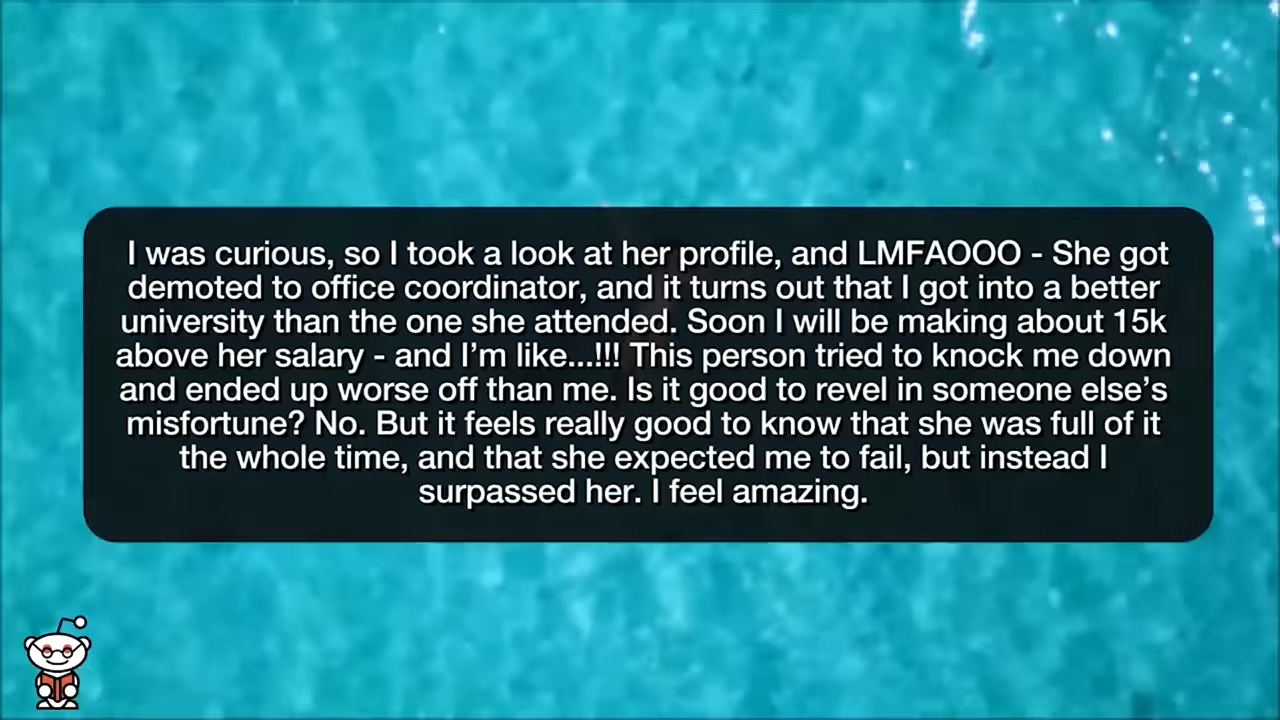 I was curious, so I took a look at her profile, and LMFAOOO - She got
demoted to office coordinator, and it turns out that I got into a better
university than the one she attended. Soon I will be making about 15k
above her salary - and I’m like...!!! This person tried to knock me down
and ended up worse off than me. Is it good to revel in someone else’s
misfortune? No. But it feels really good to know that she was full of it
the whole time, and that she expected me to fail, but instead I
surpassed her. I feel amazing.